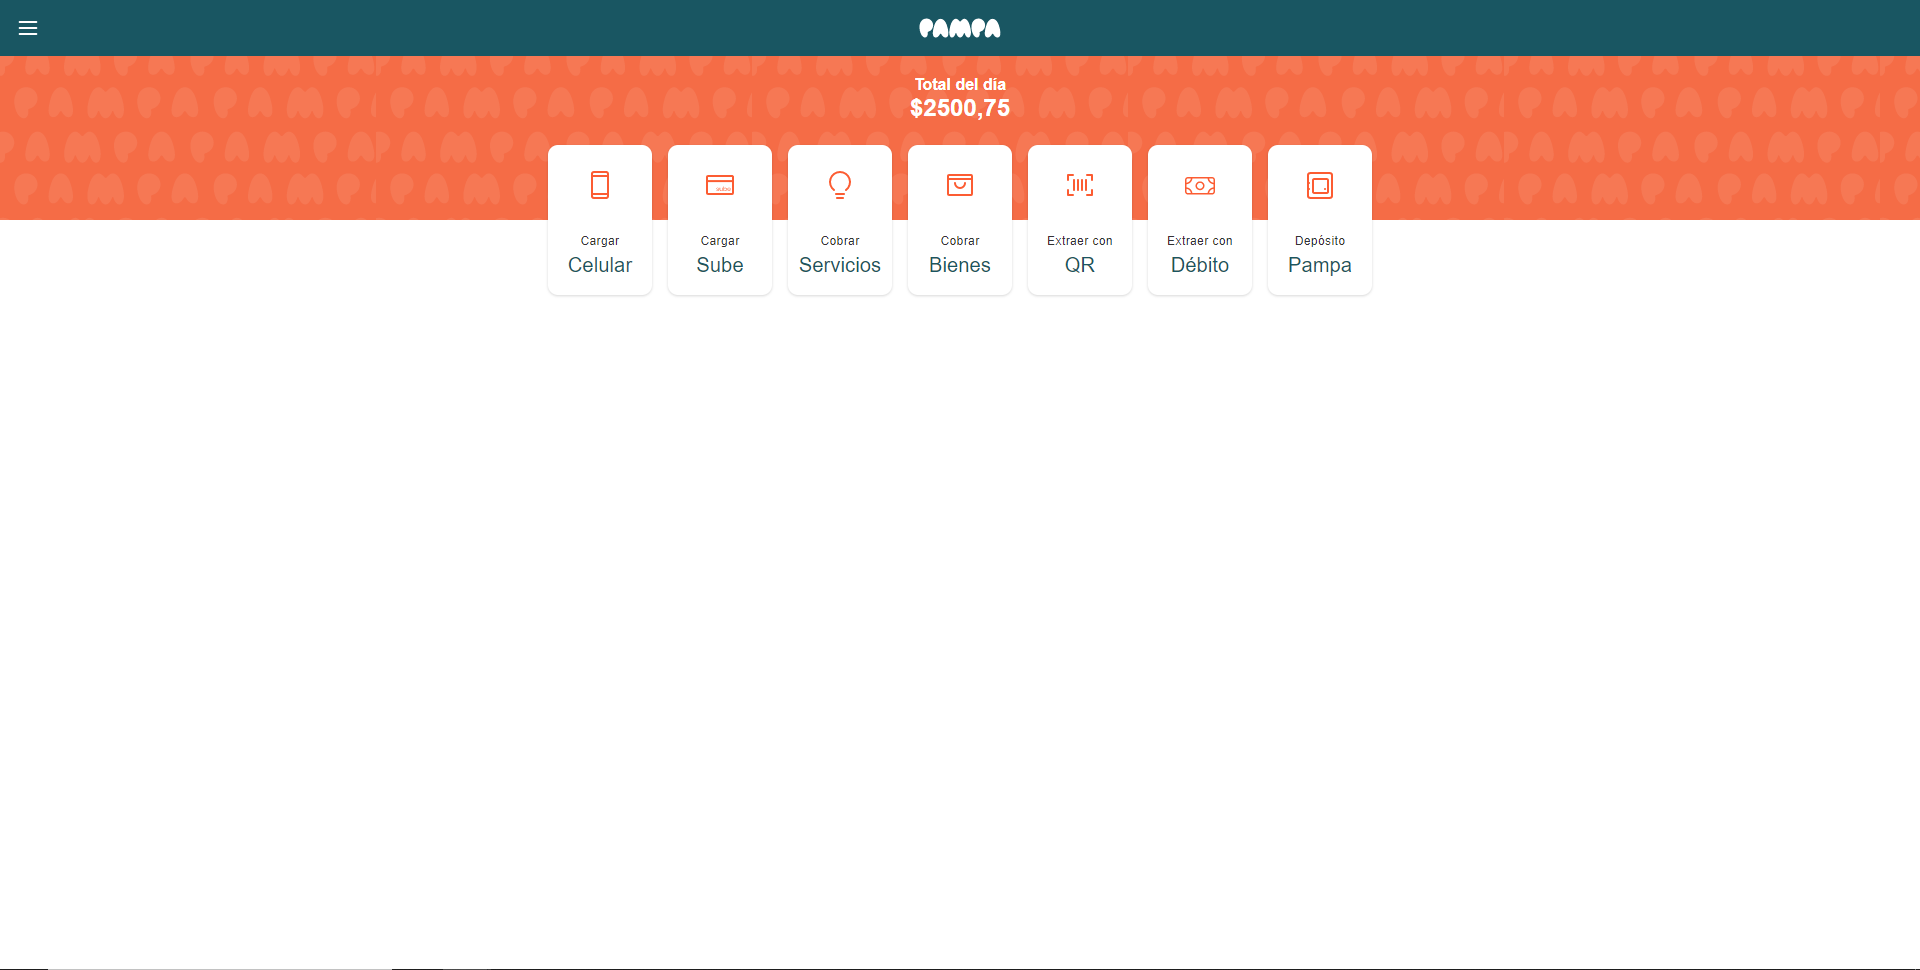 PAMPA
Total del día
$2500,75
Cargar
Celular
sube
Cargar
Sube
Cobrar
Servicios
Cobrar
Bienes
Extraer con
QR
Extraer con
Débito
Depósito
Pampa